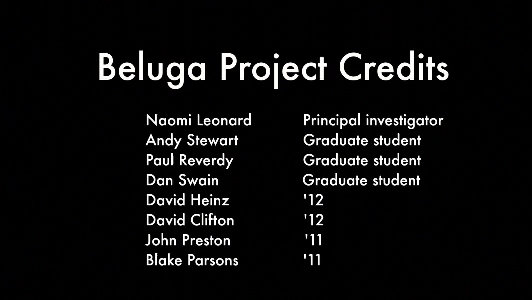 Beluga Project Credits
Naomi Leonard Principal investigator
Andy Stewart Graduate student
Paul Reverdy Graduate student
Dan Swain Graduate student
David Heinz '12
David Clifton '12
John Preston '11
Blake Parsons '11